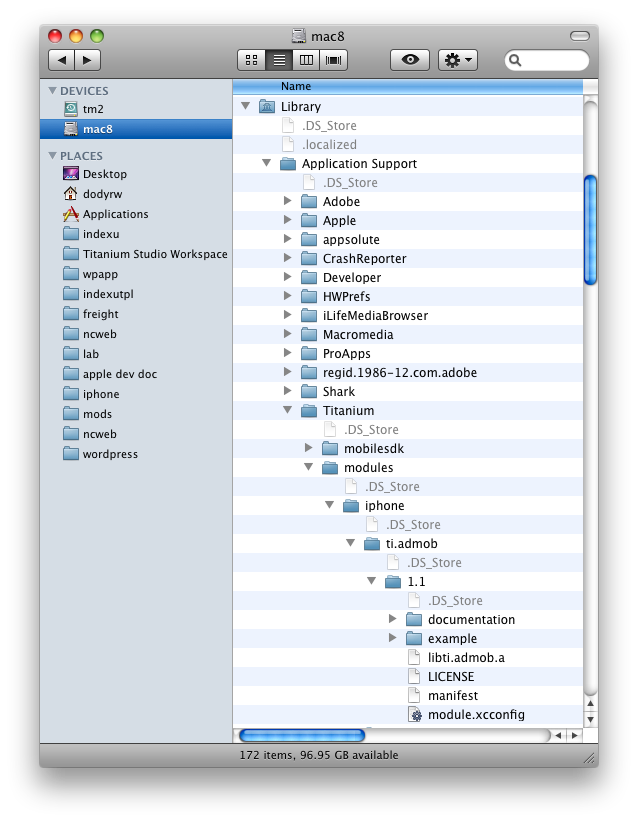 mac8
Name
DEVICES
tm2
mac8
PLACES
Desktop
dodyrw
Applications
indexu
Titanium Studio Workspace
wpapp
indexutpl
freight
ncweb
lab
apple dev doc
iphone
mods
ncweb
wordpress
Library
.DS_Store
.localized
Application Support
.DS_Store
Adobe
Apple
appsolute
CrashReporter
Developer
HWPrefs
iLifeMediaBrowser
Macromedia
ProApps
regid.1986-12.com.adobe
Shark
Titanium
.DS_Store
mobilesdk
modules
.DS_Store
iphone
.DS_Store
ti.admob
.DS_Store
1.1
.DS_Store
documentation
example
libti.admob.a
LICENSE
manifest
module.xcconfig
172 items, 96.95 GB available